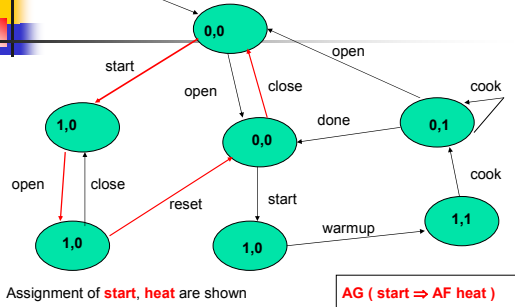 0,0
open
start
cook
open
close
1,0
done
0,1
0,0
open
close
start
cook
reset
1,1
warmup
1,0
1,0
Assignment of start, heat are shown
AG ( start ⇒ AF heat )